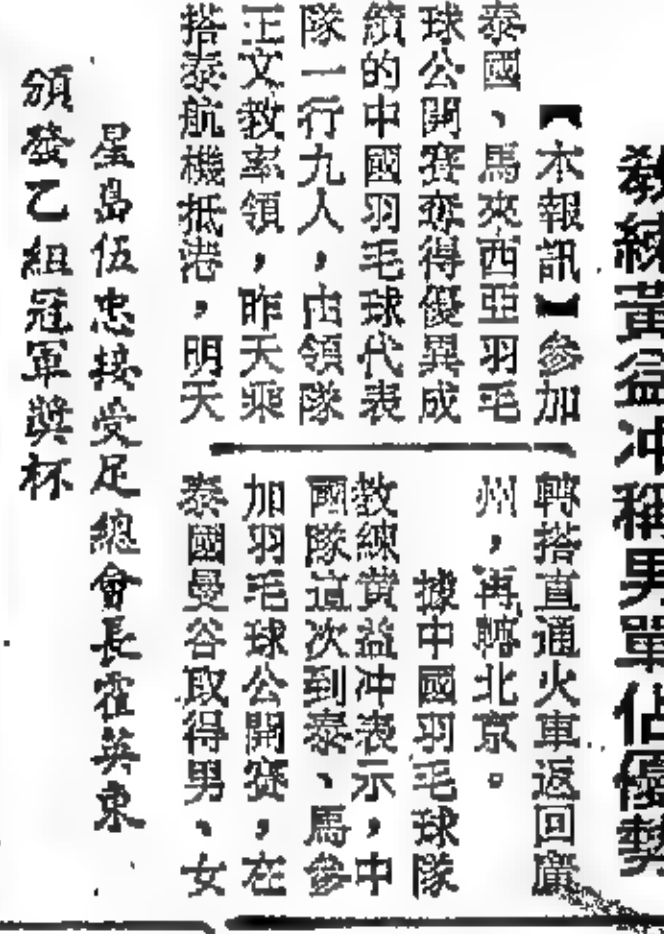 教練黃益冲稱男單佔優勢
【本報訊】參加
泰國、馬來西亞羽毛
球公開賽奪得優異成
績的中國羽毛球代表
隊一行九人，由領隊
王文教率領，昨天乘
搭泰航機抵港，明天
轉搭直通火車返回廣
州，再轉北京。
據中國羽毛球隊
教練黃益冲表示，中
國隊這次到泰、馬參
加羽毛球公開賽，在
泰國曼谷取得男、女
星島伍忠接受足總會長霍英東
頒發乙組冠軍獎杯